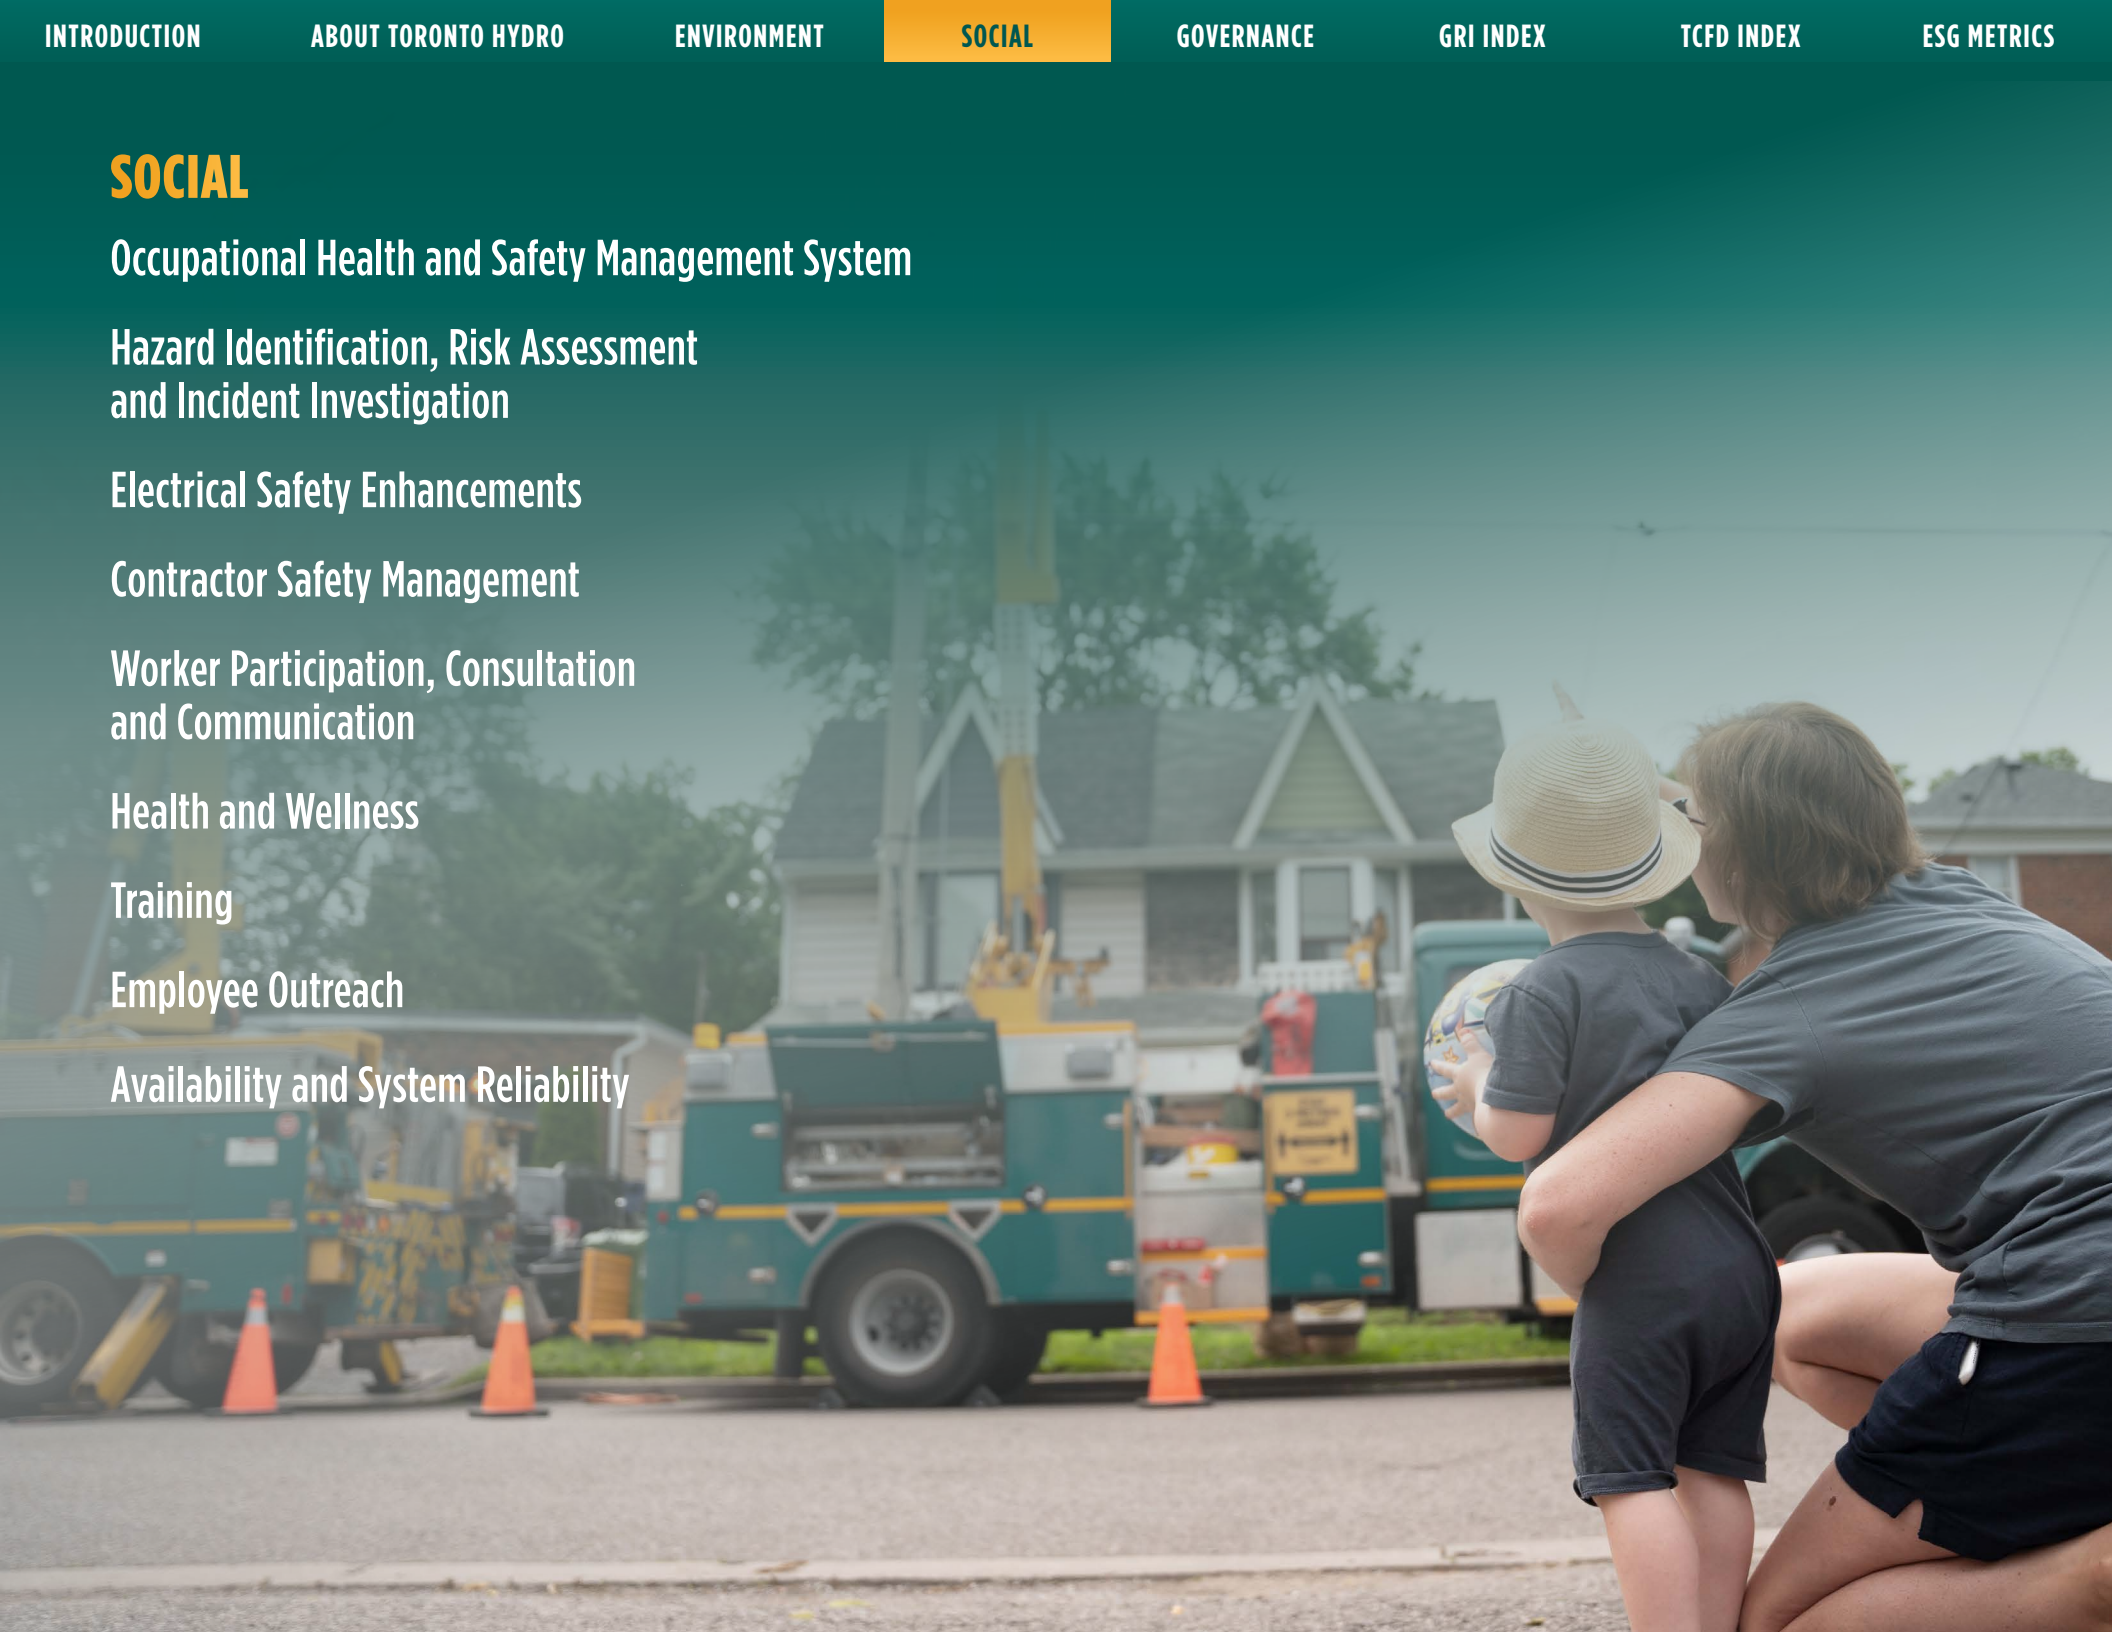 INTRODUCTION
ABOUT TORONTO HYDRO
ENVIRONMENT
SOCIAL
GOVERNANCE
GRI INDEX
TCFD INDEX
ESG METRICS
SOCIAL
Occupational Health and Safety Management System
Hazard Identification, Risk Assessment
and Incident Investigation
Electrical Safety Enhancements
Contractor Safety Management
Worker Participation, Consultation
and Communication
Health and Wellness
Training
Employee Outreach
Availability and System Reliability